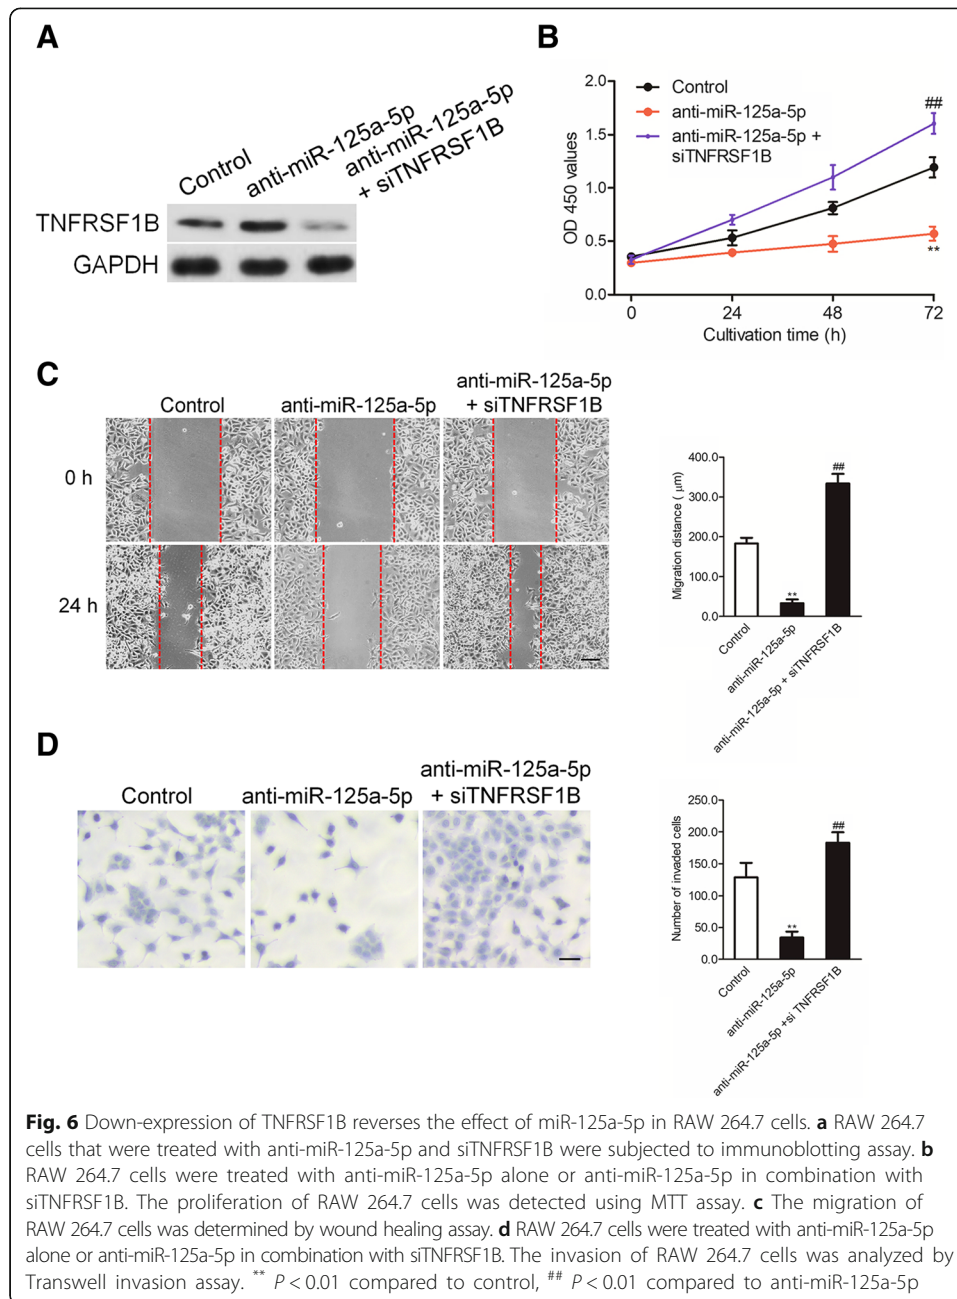 A
Control
anti-miR-125a-5p
anti-miR-125a-5p
+ siTNFRSF1B
TNFRSF1B
GAPDH
B
2.0
1.5
1.0
0.5
0.0
OD 450 values
Control
anti-miR-125a-5p
anti-miR-125a-5p +
siTNFRSF1B
##
**
0
24
48
72
Cultivation time (h)
C
Control
anti-miR-125a-5p
anti-miR-125a-5p
+ siTNFRSF1B
0 h
24 h
400.0
300.0
200.0
100.0
0.0
Migration distance ( μm)
**
##
Control
anti-miR-125a-5p
anti-miR-125a-5p + siTNFRSF1B
D
Control
anti-miR-125a-5p
anti-miR-125a-5p
+ siTNFRSF1B
250.0
200.0
150.0
100.0
50.0
0.0
Number of invaded cells
**
##
Control
anti-miR-125a-5p
anti-miR-125a-5p +si TNFRSF1B
Fig. 6 Down-expression of TNFRSF1B reverses the effect of miR-125a-5p in RAW 264.7 cells. a RAW 264.7
cells that were treated with anti-miR-125a-5p and siTNFRSF1B were subjected to immunoblotting assay. b
RAW 264.7 cells were treated with anti-miR-125a-5p alone or anti-miR-125a-5p in combination with
siTNFRSF1B. The proliferation of RAW 264.7 cells was detected using MTT assay. c The migration of
RAW 264.7 cells was determined by wound healing assay. d RAW 264.7 cells were treated with anti-miR-125a-5p
alone or anti-miR-125a-5p in combination with siTNFRSF1B. The invasion of RAW 264.7 cells was analyzed by
Transwell invasion assay. ** P < 0.01 compared to control, ## P < 0.01 compared to anti-miR-125a-5p